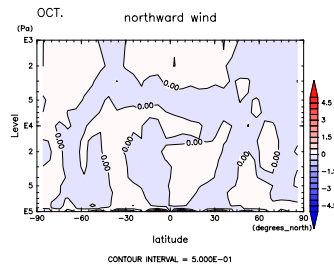 OCT.
northward wind
(Pa)
E3
2
5
E4
2
5
E5
Level
0.00
0.00
0.00
0.00
0.00
0.00
0.00
0.00
-90 -60 -30 0 30 60 90
(degrees_north)
latitude
4.5
3
1.5
0
-1.5
-3
-4.5
CONTOUR INTERVAL = 5.000E-01